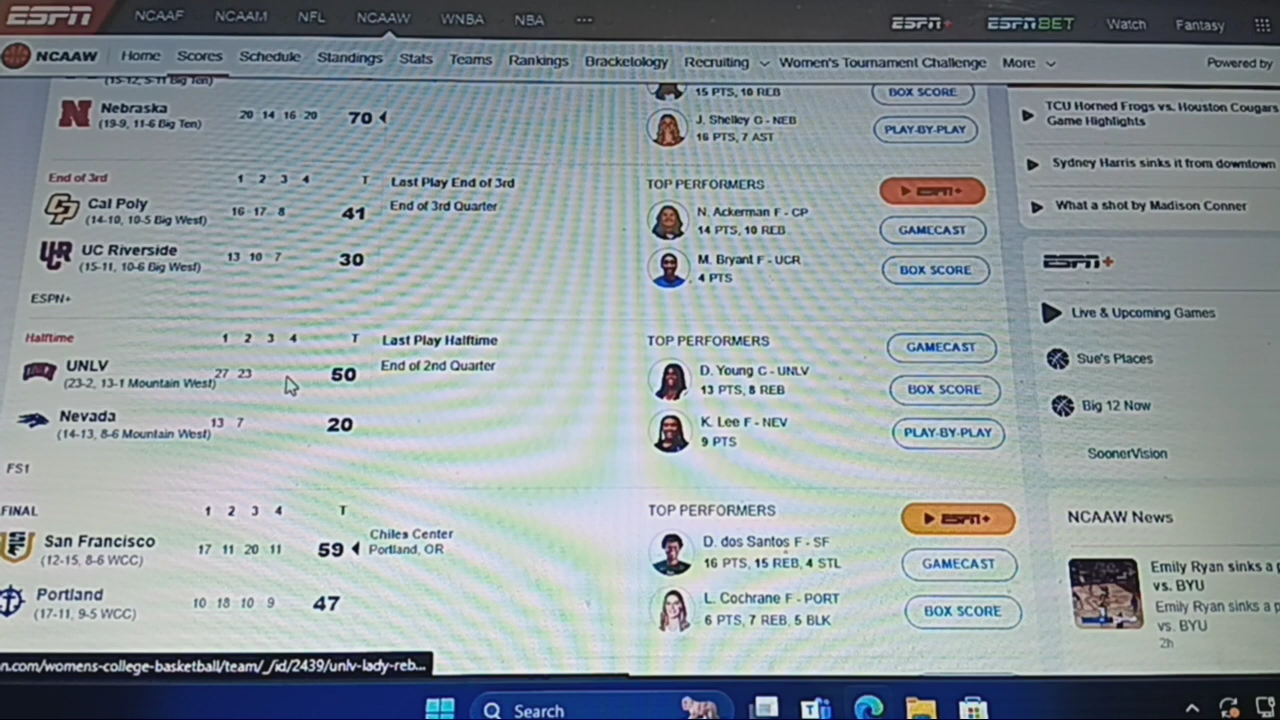 ESPN NCAAF NCAAM NFL NCAAW WNBA NBA ... ESPN+ ESPN BET Watch Fantasy
NCAAW Home Scores Schedule Standings Stats Teams Rankings Bracketology Recruiting Women's Tournament Challenge More Powered by
(15-12, 5-11 Big Ten)
Nebraska 20 14 16 20 70
(19-9, 11-6 Big Ten)
15 PTS, 10 REB
J. Shelley G - NEB
16 PTS, 7 AST
BOX SCORE
PLAY-BY-PLAY
End of 3rd 1 2 3 4 T
Cal Poly 16 17 8 41
(14-10, 10-5 Big West)
UC Riverside 13 10 7 30
(15-11, 10-6 Big West)
ESPN+
Last Play End of 3rd
End of 3rd Quarter
TOP PERFORMERS
N. Ackerman F - CP
14 PTS, 10 REB
M. Bryant F - UCR
4 PTS
ESPN+
GAMECAST
BOX SCORE
Halftime 1 2 3 4 T
UNLV 27 23 50
(23-2, 13-1 Mountain West)
Nevada 13 7 20
(14-13, 8-6 Mountain West)
FS1
Last Play Halftime
End of 2nd Quarter
TOP PERFORMERS
D. Young C - UNLV
13 PTS, 8 REB
K. Lee F - NEV
9 PTS
GAMECAST
BOX SCORE
PLAY-BY-PLAY
FINAL 1 2 3 4 T
San Francisco 17 11 20 11 59
(12-15, 8-6 WCC)
Portland 10 18 10 9 47
(17-11, 9-5 WCC)
Chiles Center
Portland, OR
TOP PERFORMERS
D. dos Santos F - SF
16 PTS, 15 REB, 4 STL
L. Cochrane F - PORT
6 PTS, 7 REB, 5 BLK
ESPN+
GAMECAST
BOX SCORE
TCU Horned Frogs vs. Houston Cougars
Game Highlights
Sydney Harris sinks it from downtown
What a shot by Madison Conner
ESPN+
Live & Upcoming Games
Sue's Places
Big 12 Now
SoonerVision
NCAAW News
Emily Ryan sinks a
vs. BYU
Emily Ryan sinks a
vs. BYU
2h
n.com/womens-college-basketball/team/_/id/2439/unlv-lady-reb...
Search